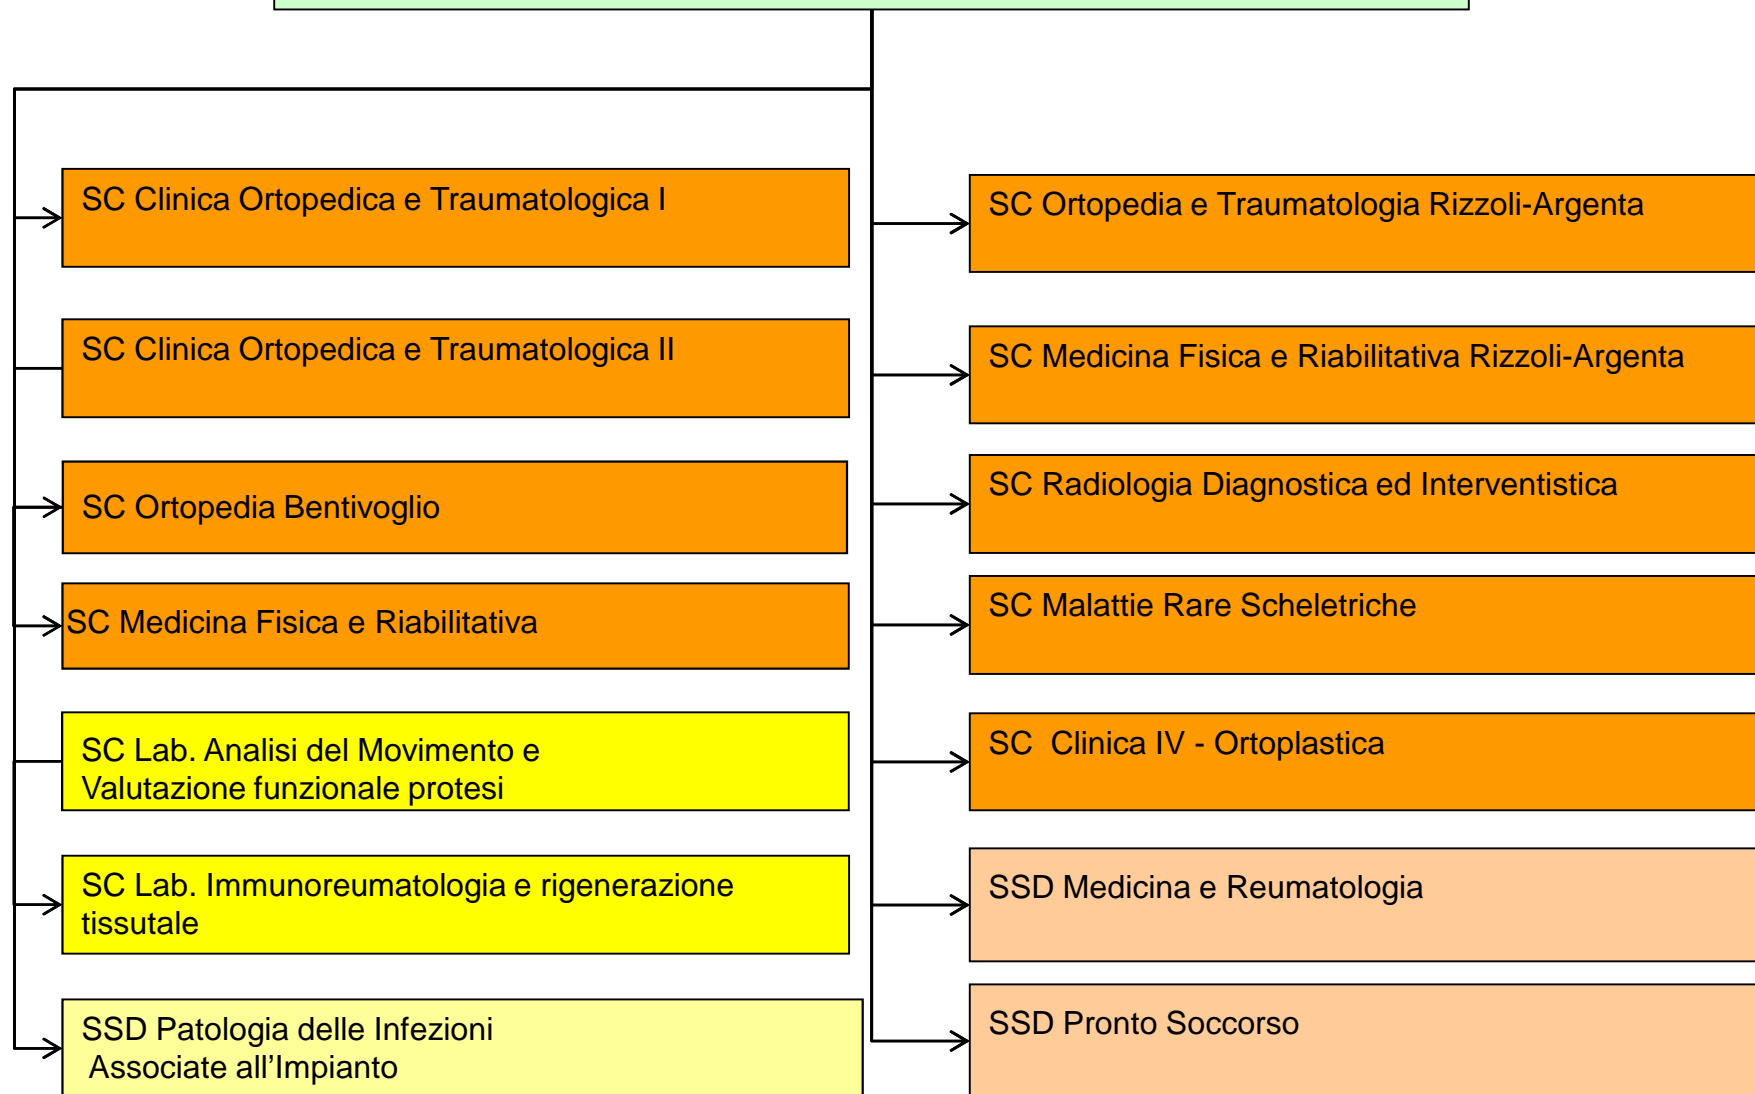 SC Clinica Ortopedica e Traumatologica I
SC Clinica Ortopedica e Traumatologica II
SC Ortopedia Bentivoglio
SC Medicina Fisica e Riabilitativa
SC Lab. Analisi del Movimento e
Valutazione funzionale protesi
SC Lab. Immunoreumatologia e rigenerazione
tissutale
SSD Patologia delle Infezioni
Associate all’Impianto
SC Ortopedia e Traumatologia Rizzoli-Argenta
SC Medicina Fisica e Riabilitativa Rizzoli-Argenta
SC Radiologia Diagnostica ed Interventistica
SC Malattie Rare Scheletriche
SC Clinica IV - Ortoplastica
SSD Medicina e Reumatologia
SSD Pronto Soccorso